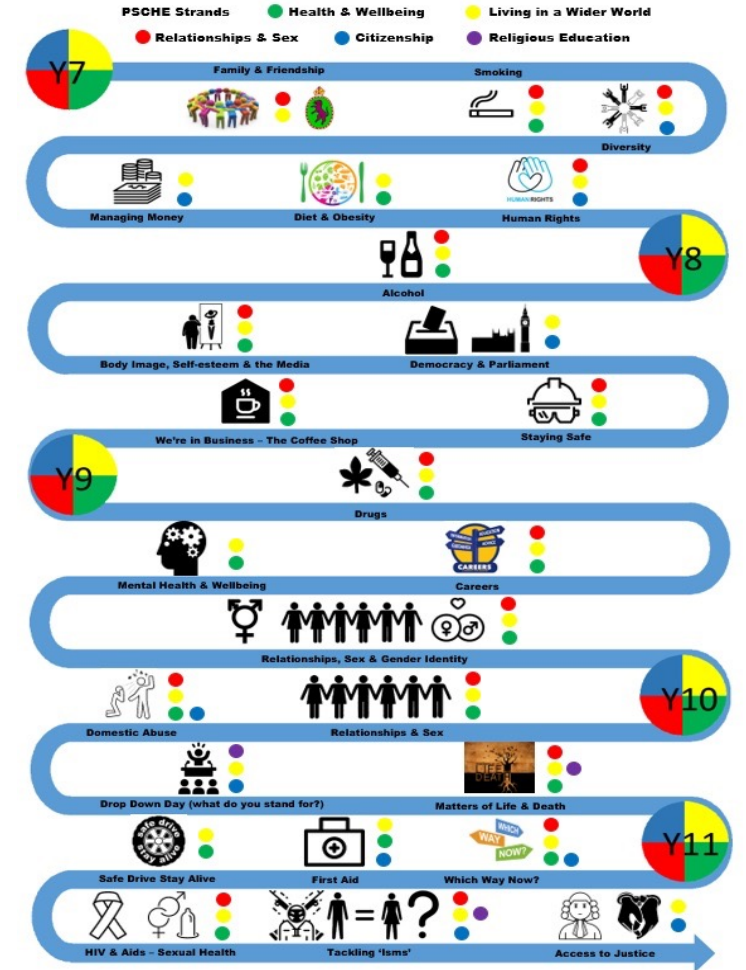 PSCHE Strands
Health & Wellbeing
Living in a Wider World
Relationships & Sex
Citizenship
Religious Education
Y7
Family & Friendship
Smoking
Diversity
HUMAN RIGHTS
Managing Money
Diet & Obesity
Human Rights
Y8
Alcohol
Body Image, Self-esteem & the Media
Democracy & Parliament
We're in Business – The Coffee Shop
Staying Safe
Y9
Drugs
CAREERS
Mental Health & Wellbeing
Careers
Relationships, Sex & Gender Identity
Y10
Domestic Abuse
Relationships & Sex
LIFE
DEATH
Drop Down Day (what do you stand for?)
Matters of Life & Death
Y11
safe drive
stay alive
WHICH
WAY
NOW?
Safe Drive Stay Alive
First Aid
Which Way Now?
= ?
HIV & Aids – Sexual Health
Tackling 'Isms'
Access to Justice